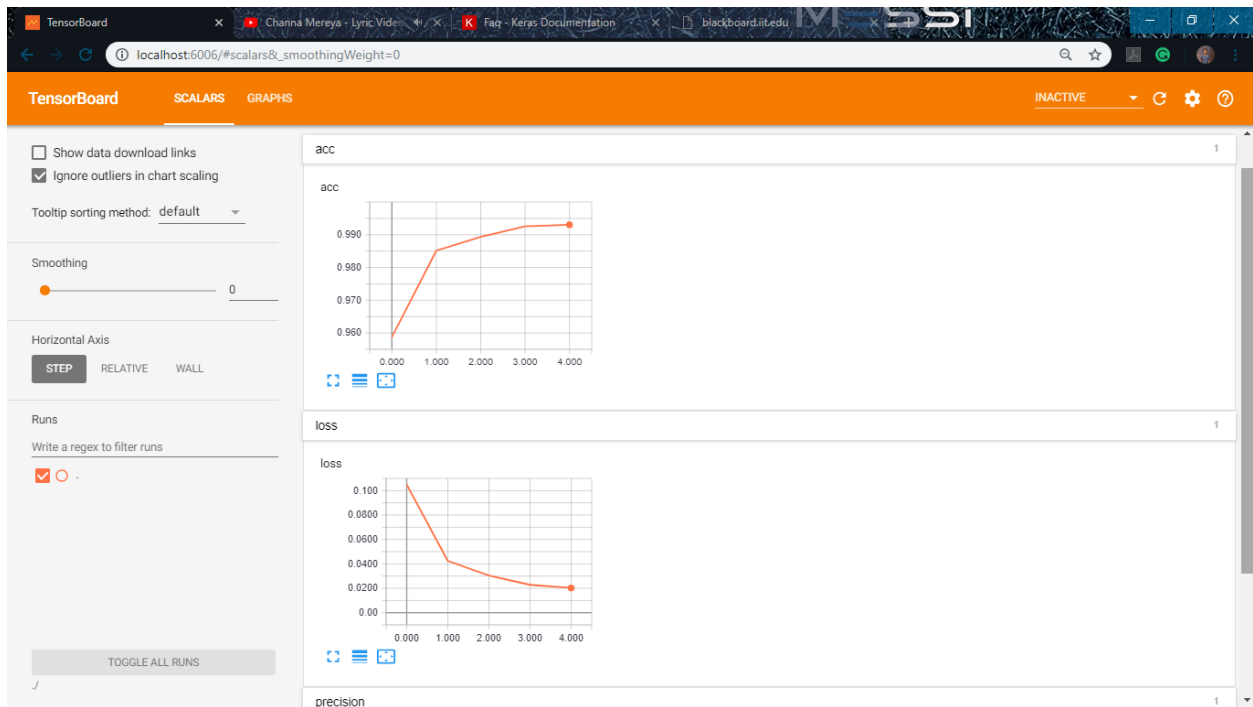 TensorBoard
Channa Mereya - Lyric Vide
Faq - Keras Documentation
blackboard.iit.edu
MESSI
localhost:6006/#scalars&_smoothingWeight=0
TensorBoard SCALARS GRAPHS INACTIVE
Show data download links
Ignore outliers in chart scaling
Tooltip sorting method: default
Smoothing
0
Horizontal Axis
STEP RELATIVE WALL
Runs
Write a regex to filter runs
.
TOGGLE ALL RUNS
./
acc 1
acc
0.990
0.980
0.970
0.960
0.000 1.000 2.000 3.000 4.000
loss 1
loss
0.100
0.0800
0.0600
0.0400
0.0200
0.00
0.000 1.000 2.000 3.000 4.000
precision 1